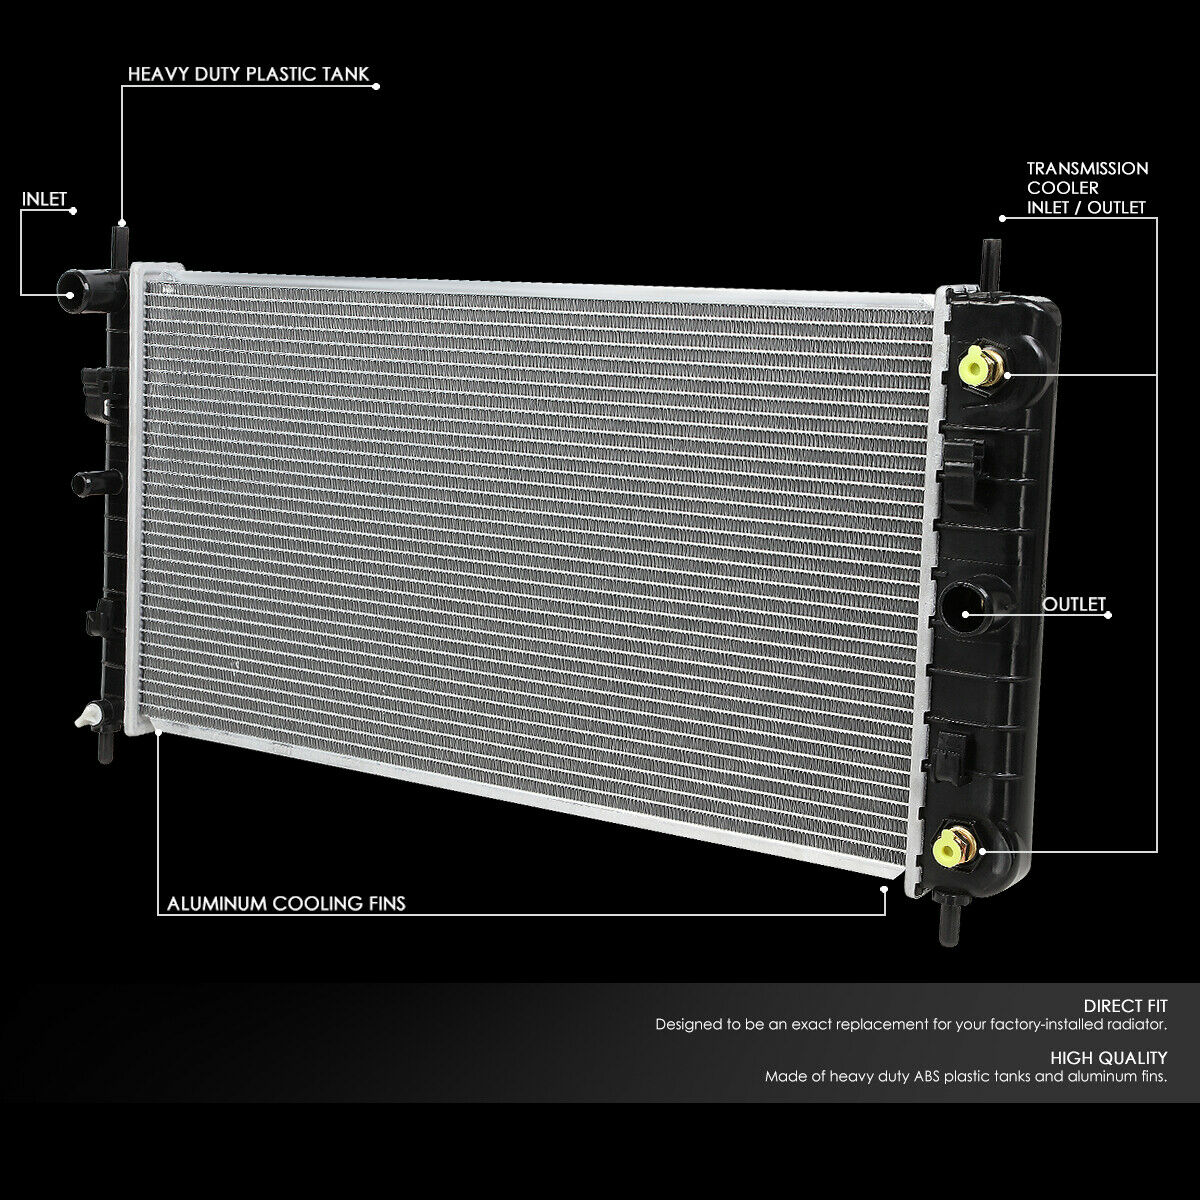 HEAVY DUTY PLASTIC TANK
INLET
TRANSMISSION
COOLER
INLET / OUTLET
OUTLET
ALUMINUM COOLING FINS
DIRECT FIT
Designed to be an exact replacement for your factory-installed radiator.
HIGH QUALITY
Made of heavy duty ABS plastic tanks and aluminum fins.